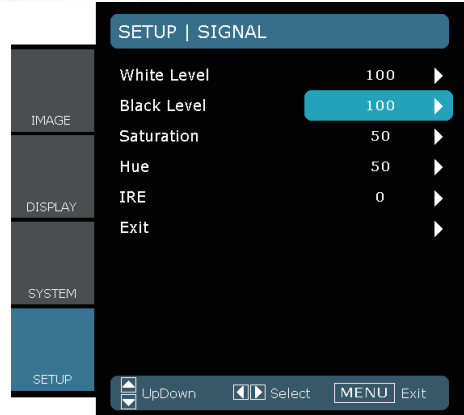 SETUP | SIGNAL
White Level 100
Black Level 100
Saturation 50
Hue 50
IRE 0
Exit
IMAGE
DISPLAY
SYSTEM
SETUP
UpDown Select MENU Exit